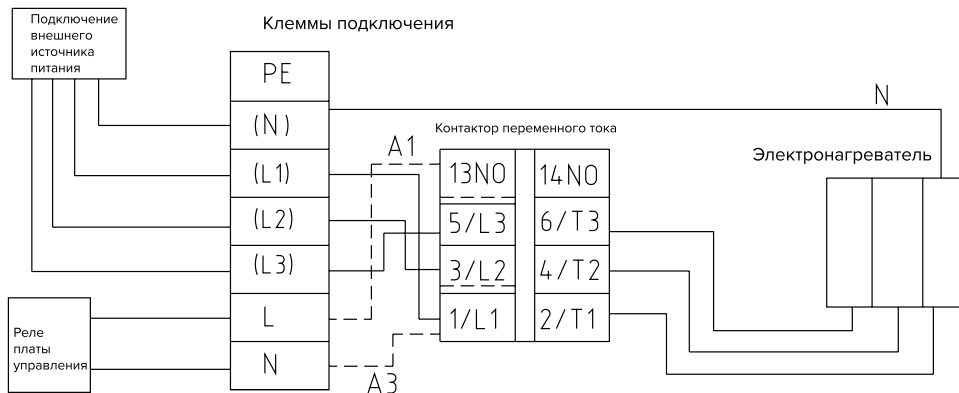 Подключение
внешнего
источника
питания
Клеммы подключения
PE
(N)
(L1)
(L2)
(L3)
L
N
Реле
платы
управления
A1
A3
Контактор переменного тока
13NO 14NO
5/L3 6/T3
3/L2 4/T2
1/L1 2/T1
N
Электронагреватель